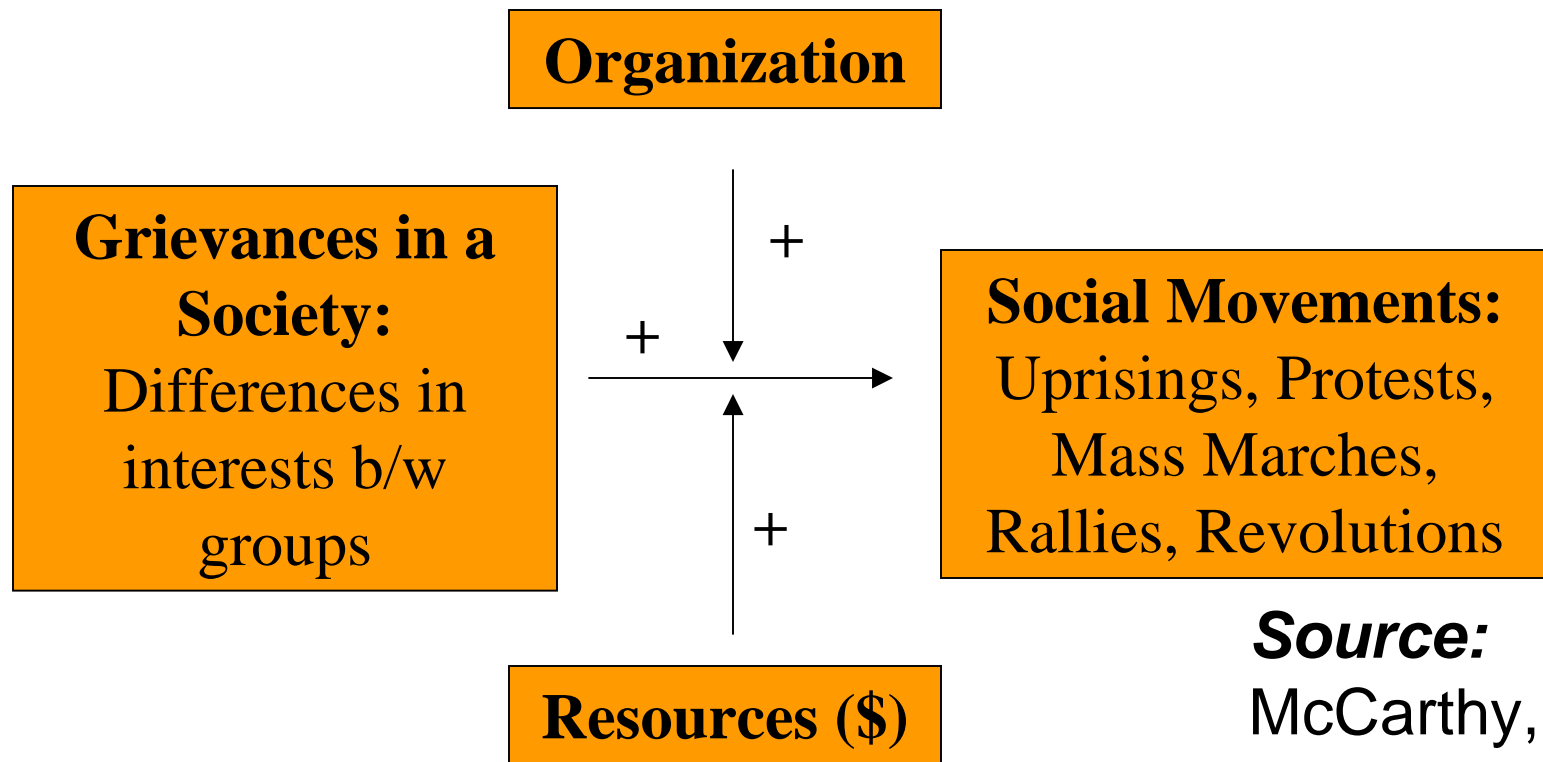 Organization
+
Grievances in a
Society:
Differences in
interests b/w
groups
+
Social Movements:
Uprisings, Protests,
Mass Marches,
Rallies, Revolutions
+
Resources ($)
Source:
McCarthy,